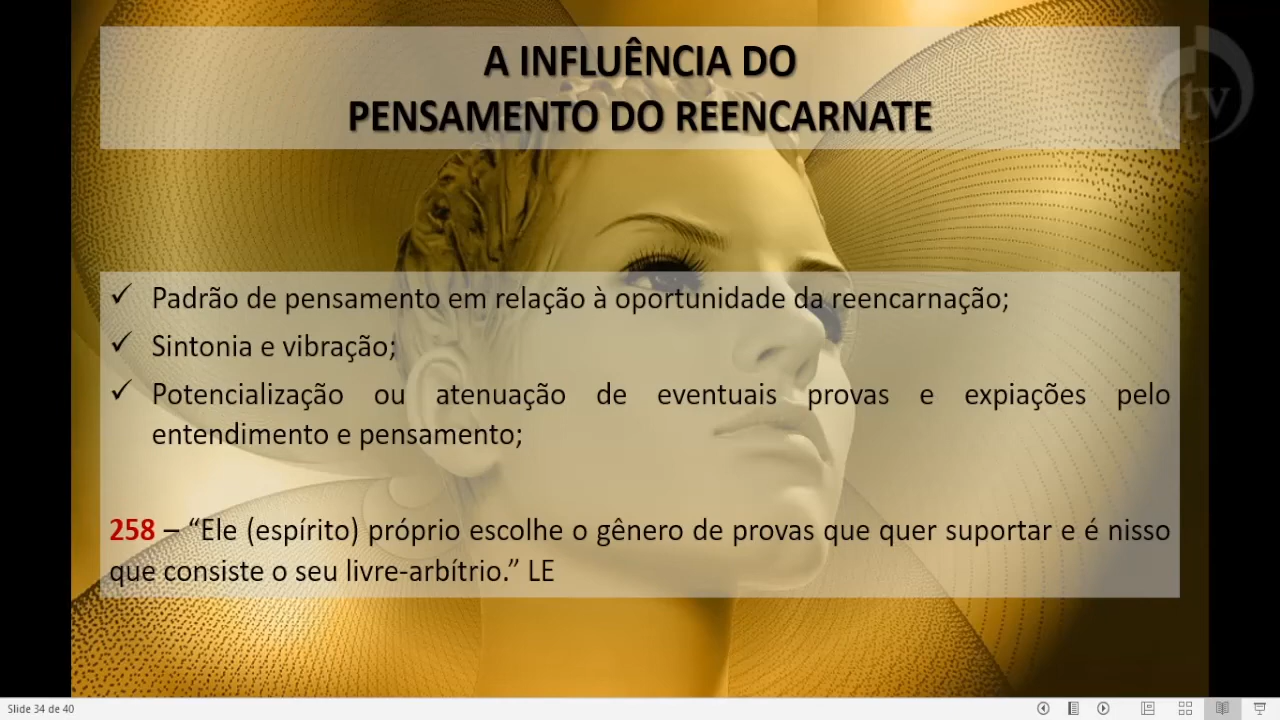 A INFLUÊNCIA DO
PENSAMENTO DO REENCARNATE
tv
✓ Padrão de pensamento em relação à oportunidade da reencarnação;
✓ Sintonia e vibração;
✓ Potencialização ou atenuação de eventuais provas e expiações pelo
entendimento e pensamento;
258 – “Ele (espírito) próprio escolhe o gênero de provas que quer suportar e é nisso
que consiste o seu livre-arbítrio.” LE
Slide 34 de 40